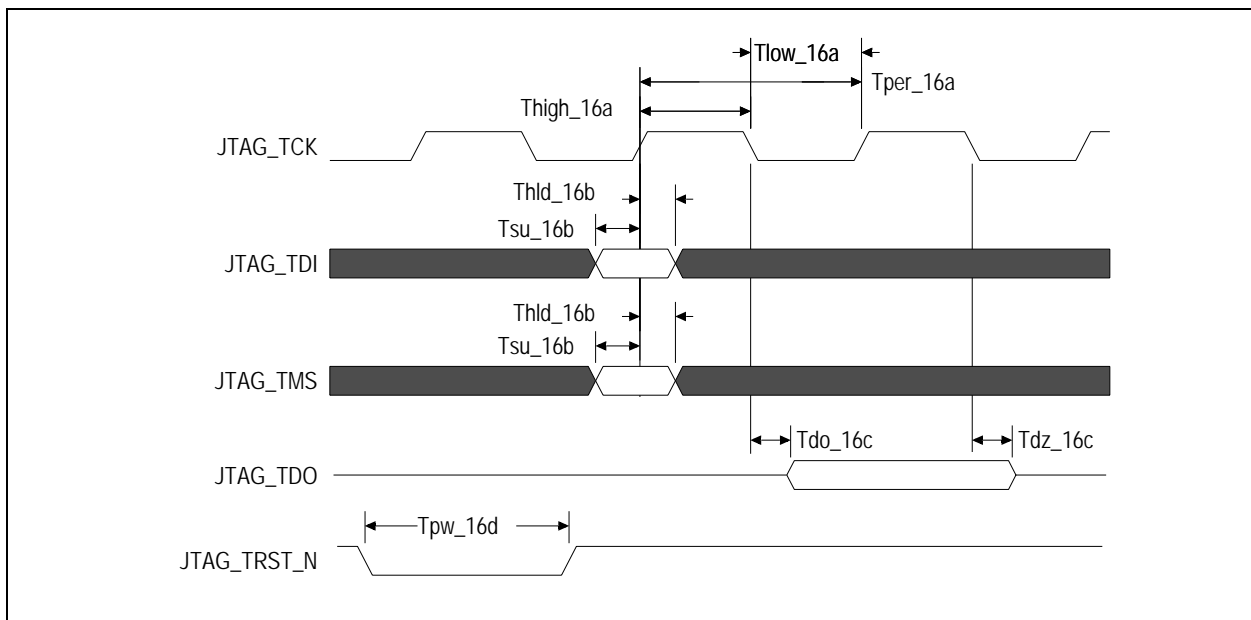 Tlow_16a
Tper_16a
Thigh_16a
JTAG_TCK
Thld_16b
Tsu_16b
JTAG_TDI
Thld_16b
Tsu_16b
JTAG_TMS
Tdo_16c
Tdz_16c
JTAG_TDO
Tpw_16d
JTAG_TRST_N